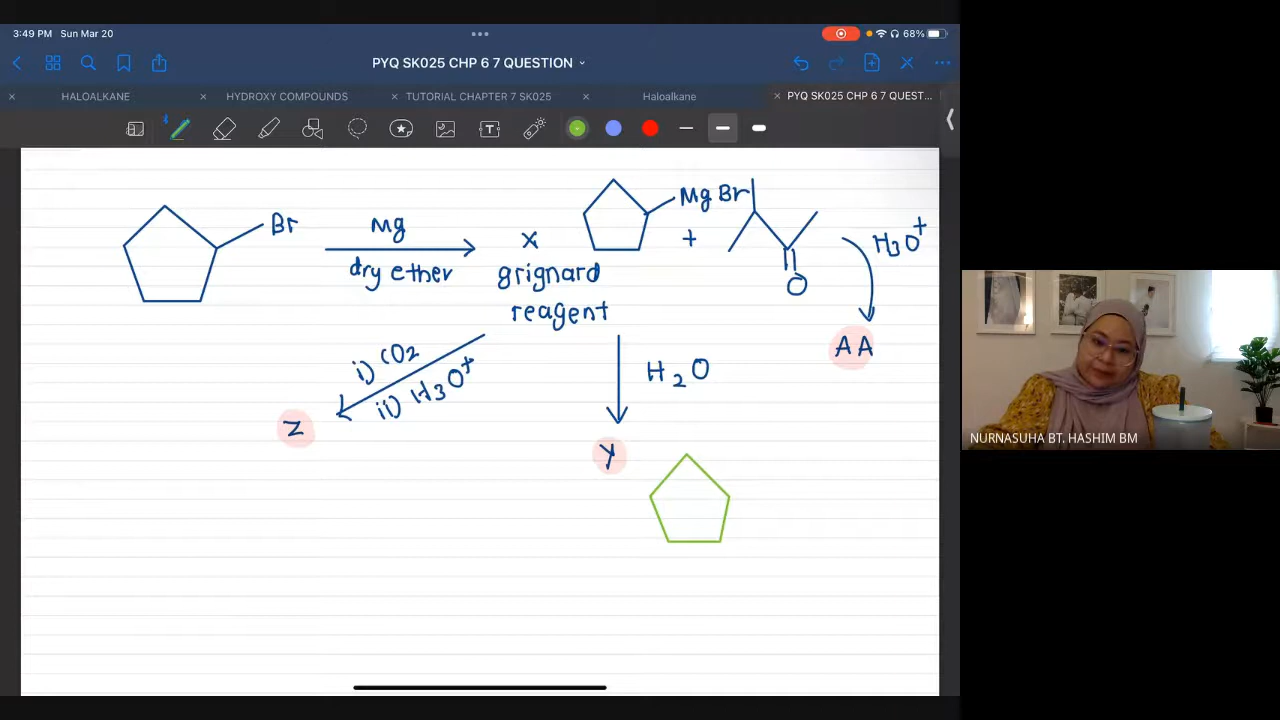 3:49 PM Sun Mar 20
68%
PYQ SK025 CHP 6 7 QUESTION
HALOALKANE
HYDROXY COMPOUNDS
TUTORIAL CHAPTER 7 SK025
Haloalkane
PYQ SK025 CHP 6 7 QUEST...
Br
Mg
dry ether
x
grignard
reagent
MgBr
+
O
H3O+
AA
i) CO2
ii) H3O+
Z
H2O
Y
NURNASUHA BT. HASHIM BM